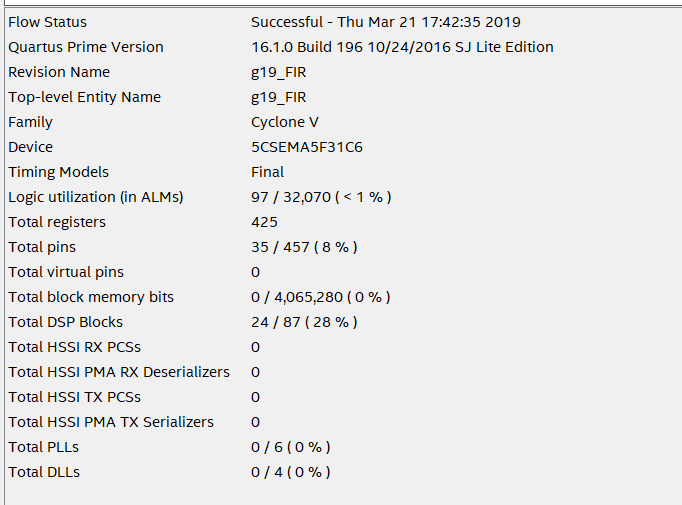 Flow Status Successful - Thu Mar 21 17:42:35 2019
Quartus Prime Version 16.1.0 Build 196 10/24/2016 SJ Lite Edition
Revision Name g19_FIR
Top-level Entity Name g19_FIR
Family Cyclone V
Device 5CSEMA5F31C6
Timing Models Final
Logic utilization (in ALMs) 97 / 32,070 ( < 1 % )
Total registers 425
Total pins 35 / 457 ( 8 % )
Total virtual pins 0
Total block memory bits 0 / 4,065,280 ( 0 % )
Total DSP Blocks 24 / 87 ( 28 % )
Total HSSI RX PCSs 0
Total HSSI PMA RX Deserializers 0
Total HSSI TX PCSs 0
Total HSSI PMA TX Serializers 0
Total PLLs 0 / 6 ( 0 % )
Total DLLs 0 / 4 ( 0 % )